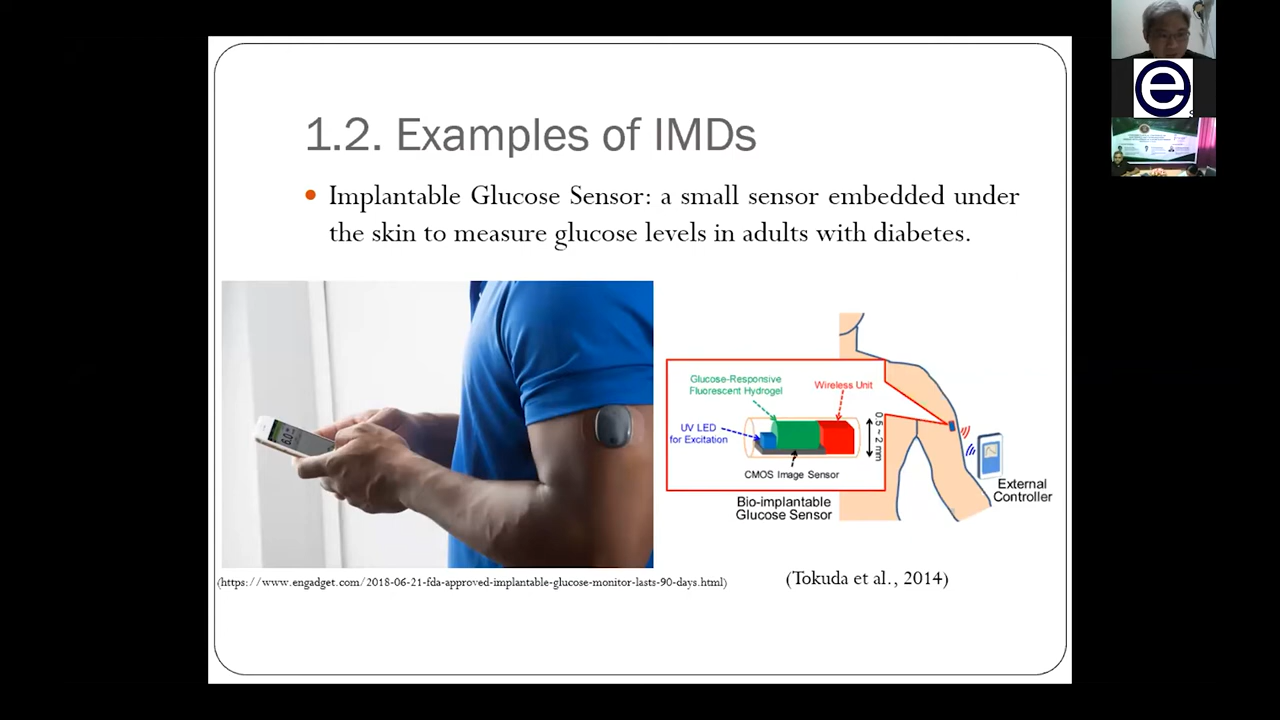 1.2. Examples of IMDs
Implantable Glucose Sensor: a small sensor embedded under
the skin to measure glucose levels in adults with diabetes.
Glucose-Responsive
Fluorescent Hydrogel
Wireless Unit
UV LED
for Excitation
0.5 ~ 2 mm
CMOS Image Sensor
Bio-implantable
Glucose Sensor
External
Controller
(https://www.engadget.com/2018-06-21-fda-approved-implantable-glucose-monitor-lasts-90-days.html)
(Tokuda et al., 2014)
e